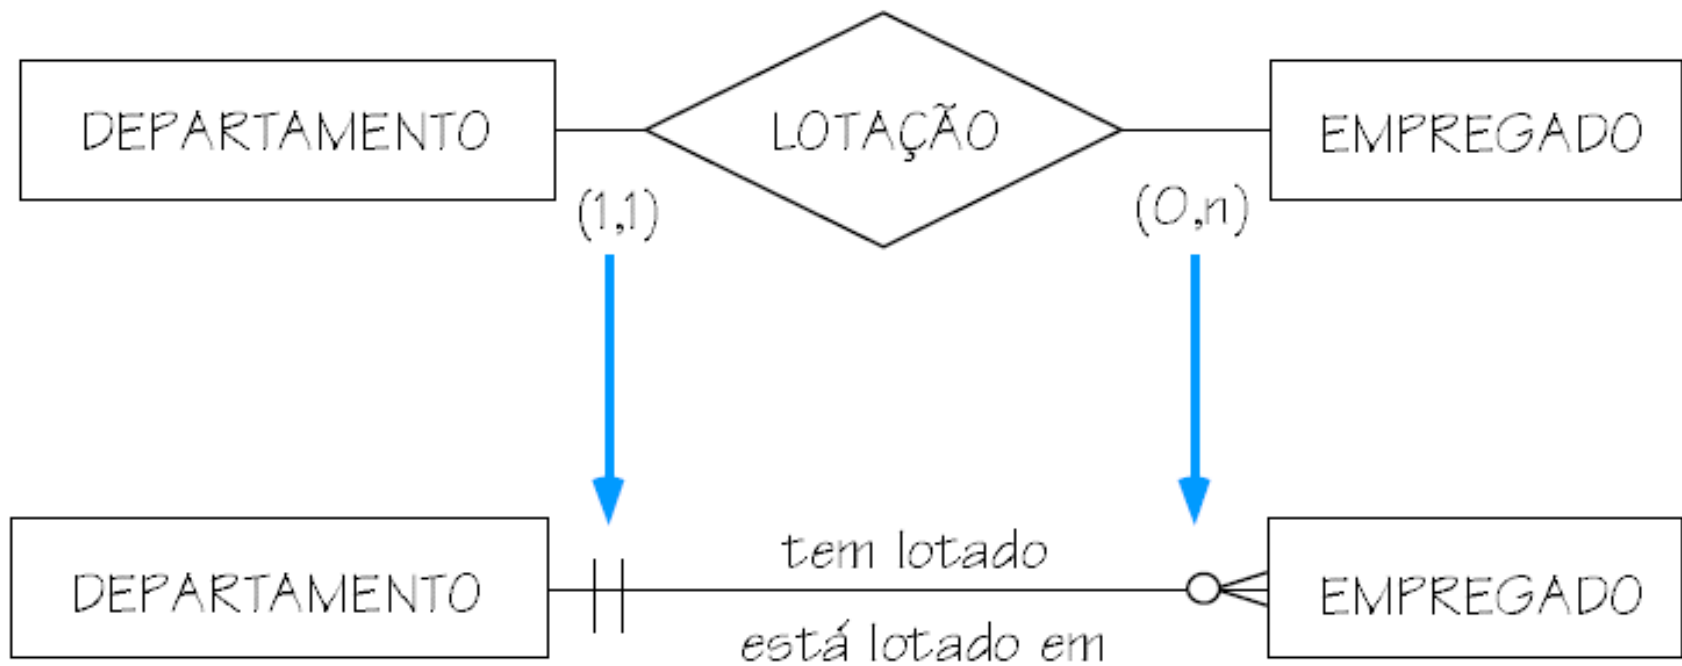 DEPARTAMENTO
LOTAÇÃO
EMPREGADO
(1,1)
(0,n)
DEPARTAMENTO
tem lotado
está lotado em
EMPREGADO